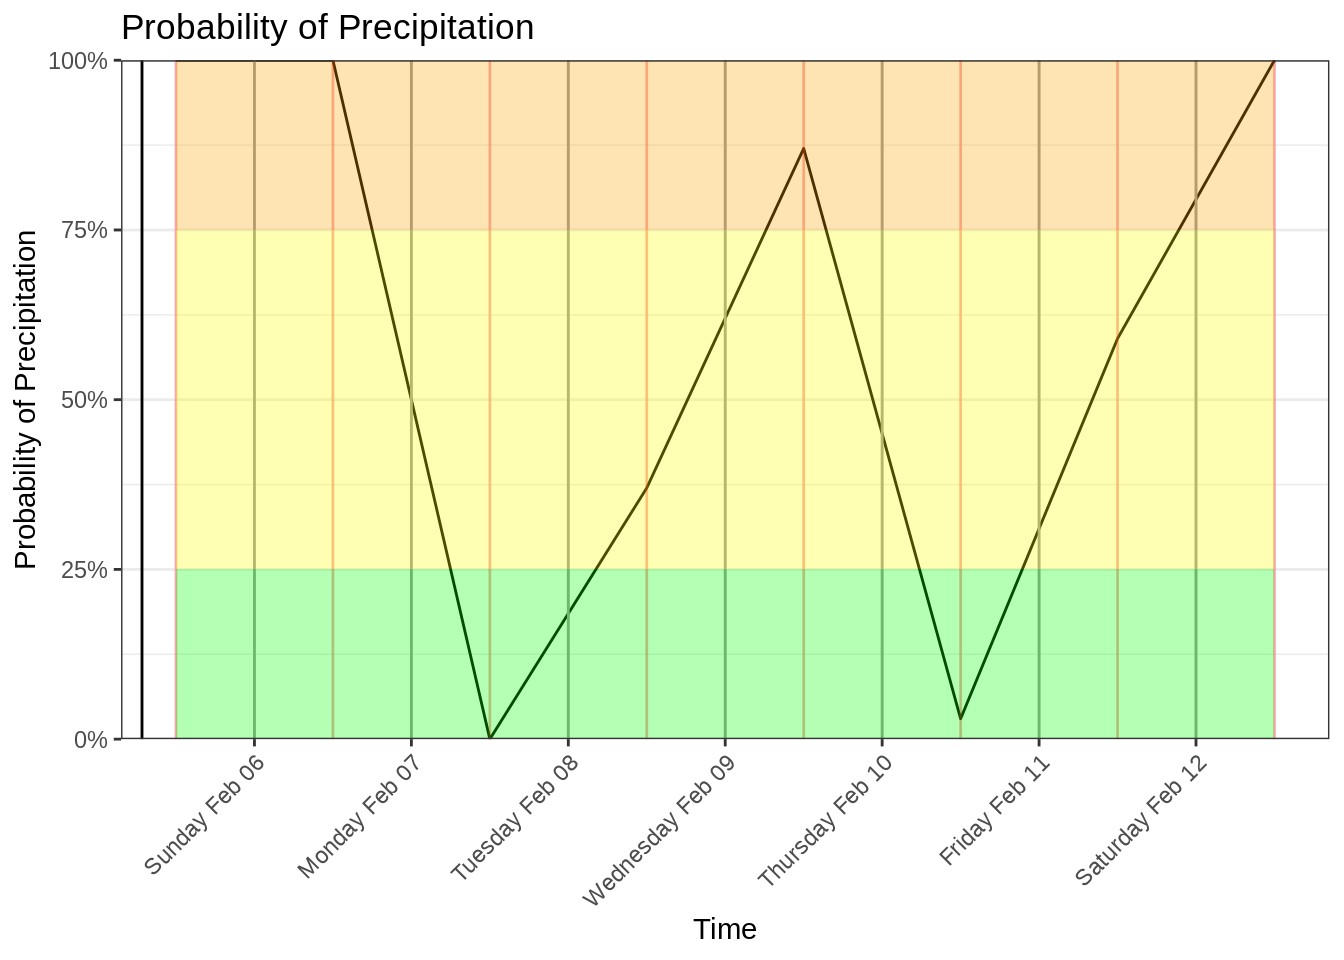 Probability of Precipitation
Probability of Precipitation
100%
75%
50%
25%
0%
Sunday Feb 06
Monday Feb 07
Tuesday Feb 08
Wednesday Feb 09
Thursday Feb 10
Friday Feb 11
Saturday Feb 12
Time